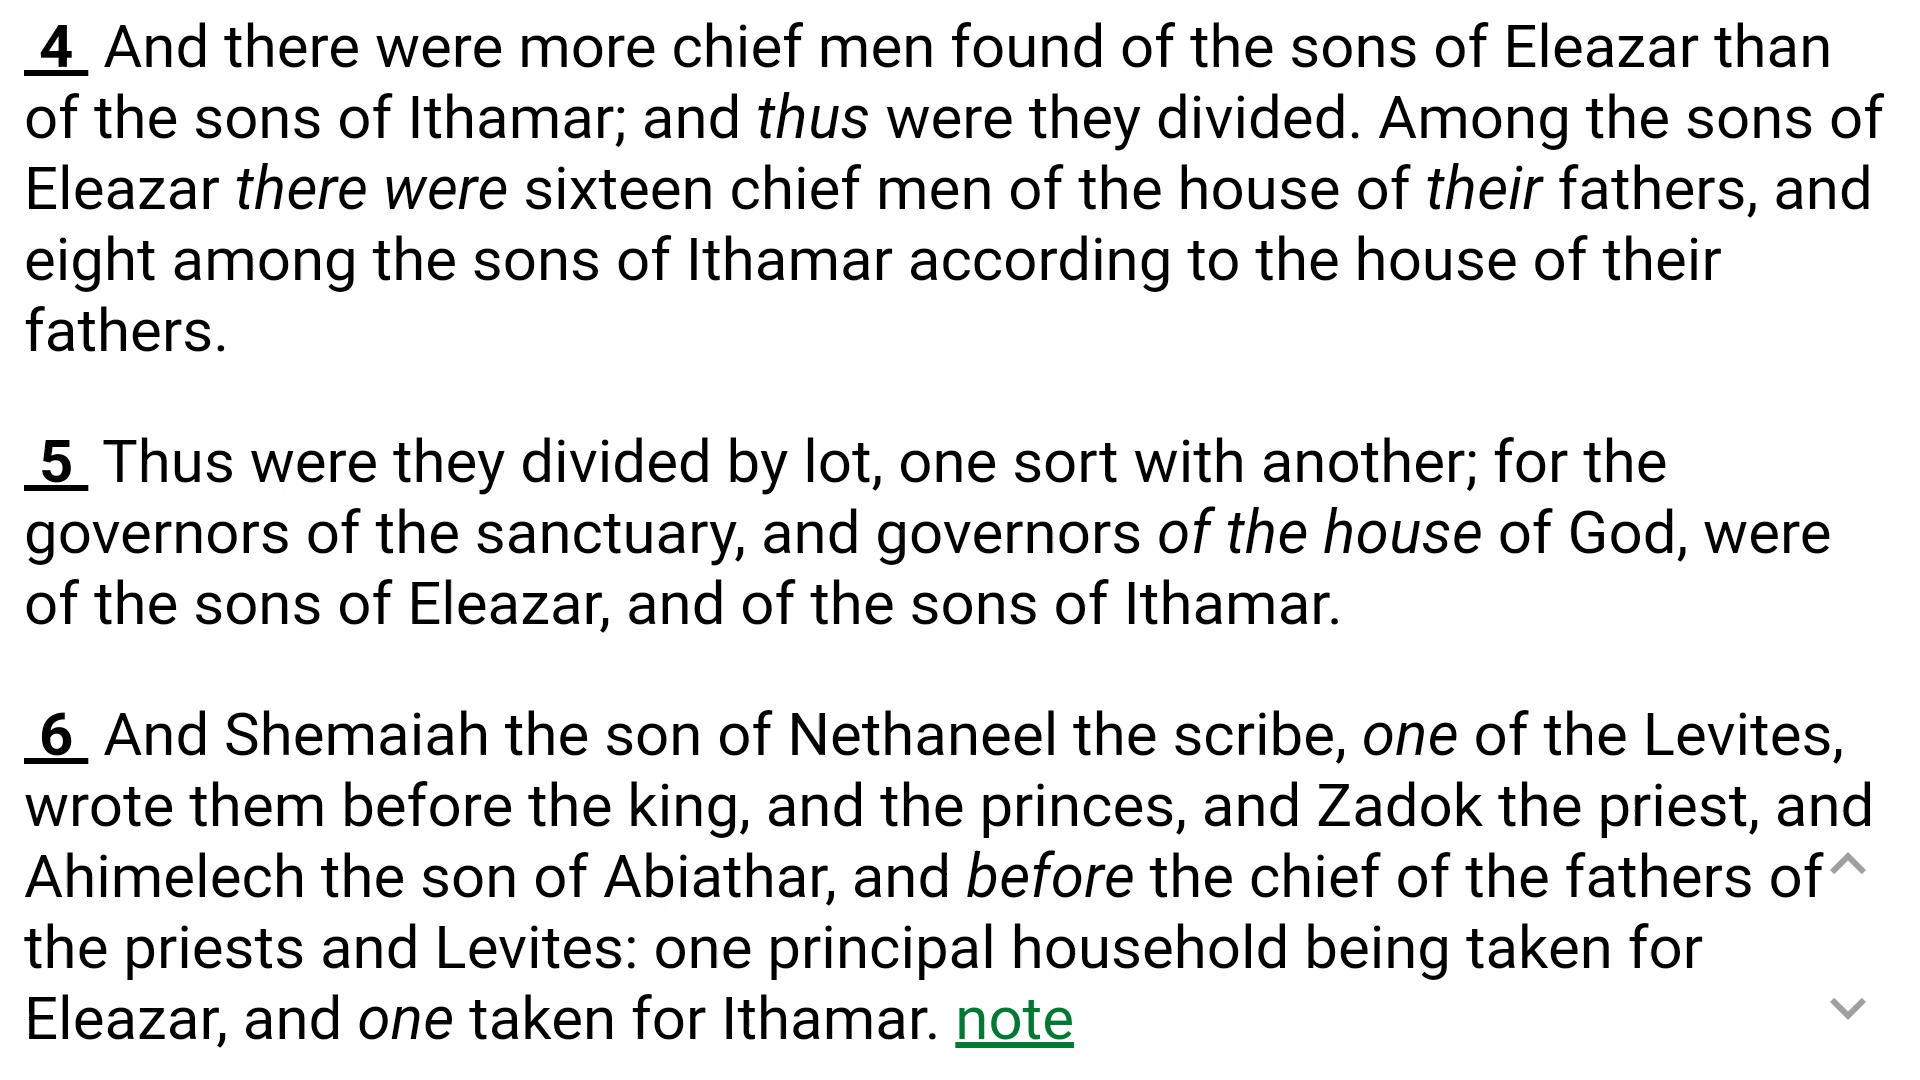 4 And there were more chief men found of the sons of Eleazar than
of the sons of Ithamar; and thus were they divided. Among the sons of
Eleazar there were sixteen chief men of the house of their fathers, and
eight among the sons of Ithamar according to the house of their
fathers.
5 Thus were they divided by lot, one sort with another; for the
governors of the sanctuary, and governors of the house of God, were
of the sons of Eleazar, and of the sons of Ithamar.
6 And Shemaiah the son of Nethaneel the scribe, one of the Levites,
wrote them before the king, and the princes, and Zadok the priest, and
Ahimelech the son of Abiathar, and before the chief of the fathers of
the priests and Levites: one principal household being taken for
Eleazar, and one taken for Ithamar. note